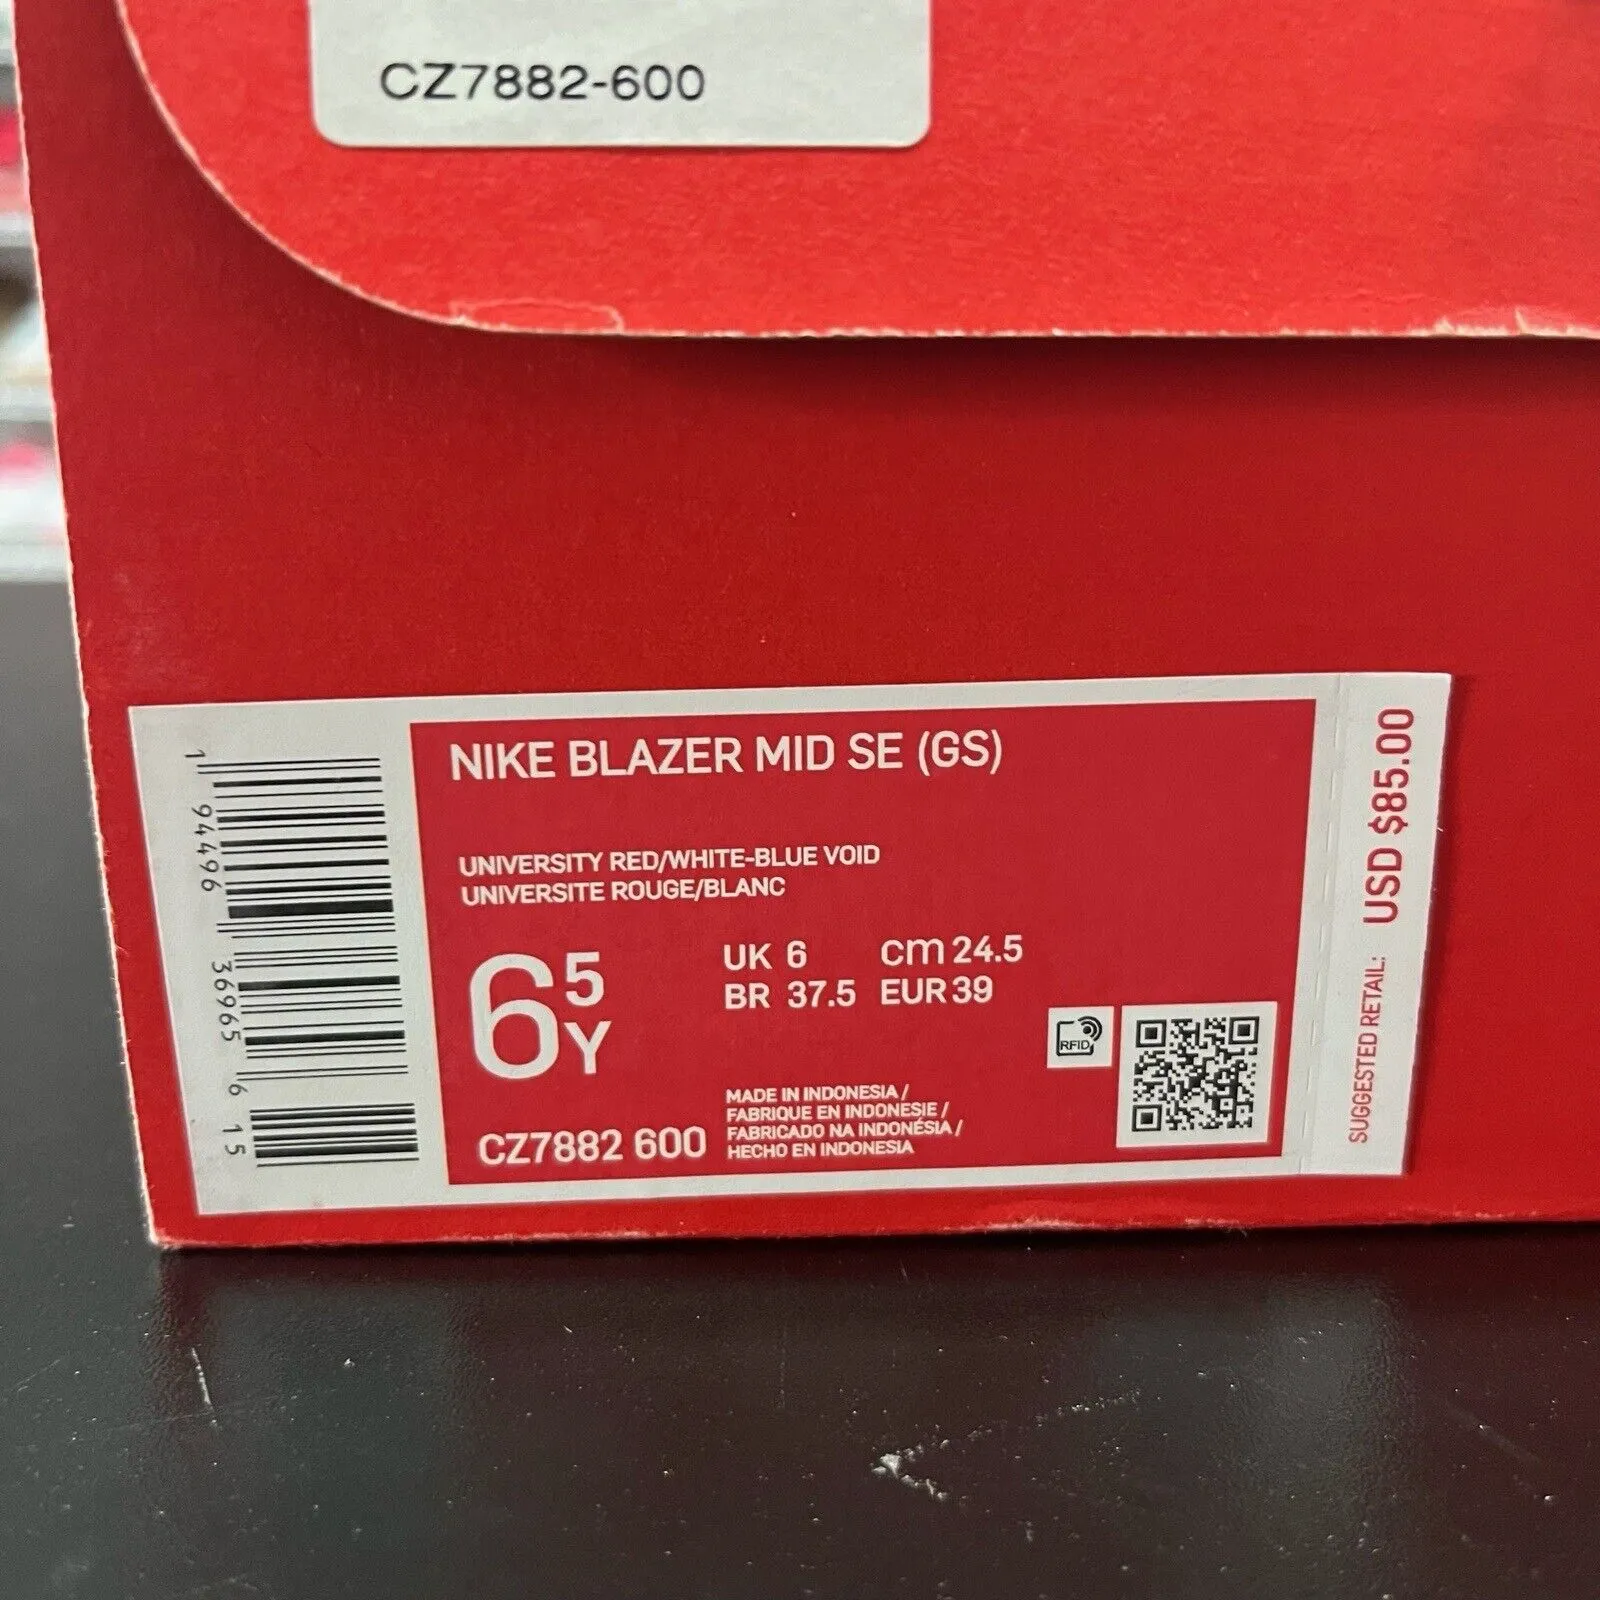 CZ7882-600
NIKE BLAZER MID SE (GS)
UNIVERSITY RED/WHITE-BLUE VOID
UNIVERSITE ROUGE/BLANC
6 5 Y
UK 6 cm 24.5
BR 37.5 EUR 39
RFID
CZ7882 600
MADE IN INDONESIA /
FABRIQUE EN INDONESIE /
FABRICADO NA INDONÉSIA /
HECHO EN INDONESIA
1 94496 36965 6 15
SUGGESTED RETAIL: USD $85.00